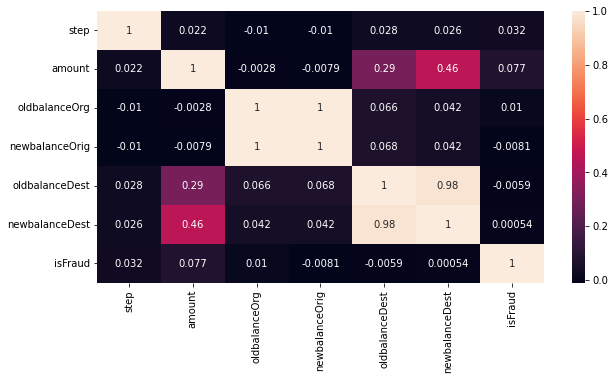 1.0
step 1 0.022 -0.01 -0.01 0.028 0.026 0.032
amount 0.022 1 -0.0028 -0.0079 0.29 0.46 0.077
0.8
oldbalanceOrg -0.01 -0.0028 1 1 0.066 0.042 0.01
0.6
newbalanceOrig -0.01 -0.0079 1 1 0.068 0.042 -0.0081
0.4
oldbalanceDest 0.028 0.29 0.066 0.068 1 0.98 -0.0059
newbalanceDest 0.026 0.46 0.042 0.042 0.98 1 0.00054
0.2
isFraud 0.032 0.077 0.01 -0.0081 -0.0059 0.00054 1
0.0
step amount oldbalanceOrg newbalanceOrig oldbalanceDest newbalanceDest isFraud